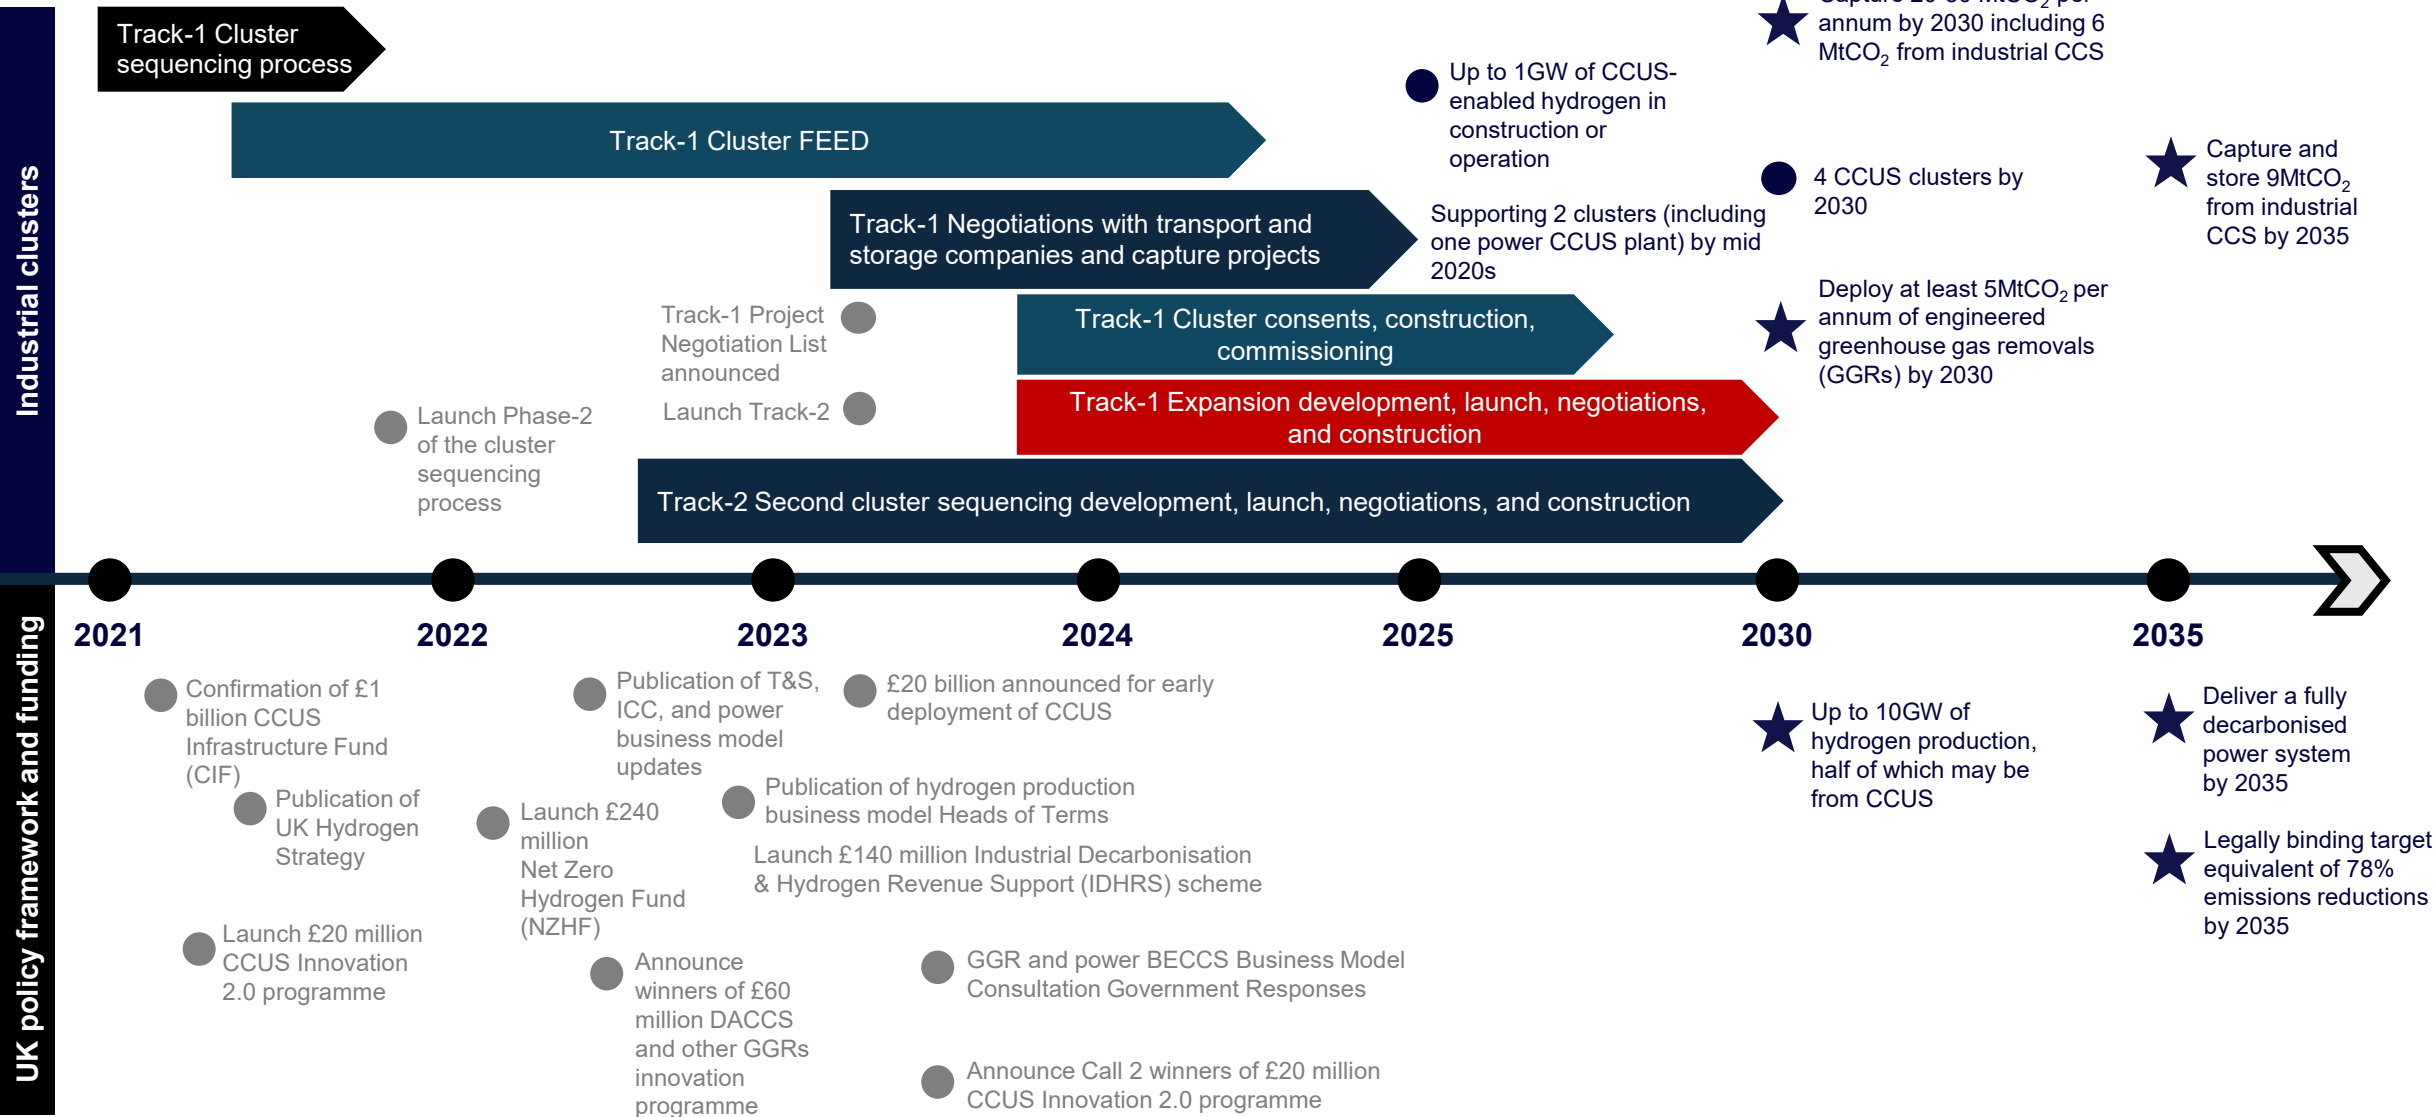 Industrial clusters
Track-1 Cluster
sequencing process
Track-1 Cluster FEED
Track-1 Negotiations with transport and
storage companies and capture projects
Track-1 Project
Negotiation List
announced
Launch Track-2
Launch Phase-2
of the cluster
sequencing
process
Track-1 Cluster consents, construction,
commissioning
Track-1 Expansion development, launch, negotiations,
and construction
Track-2 Second cluster sequencing development, launch, negotiations, and construction
Up to 1GW of CCUS-
enabled hydrogen in
construction or
operation
Supporting 2 clusters (including
one power CCUS plant) by mid
2020s
annum by 2030 including 6
MtCO₂ from industrial CCS
4 CCUS clusters by
2030
Deploy at least 5MtCO₂ per
annum of engineered
greenhouse gas removals
(GGRs) by 2030
Capture and
store 9MtCO₂
from industrial
CCS by 2035
2021
2022
2023
2024
2025
2030
2035
UK policy framework and funding
Confirmation of £1
billion CCUS
Infrastructure Fund
(CIF)
Publication of
UK Hydrogen
Strategy
Launch £20 million
CCUS Innovation
2.0 programme
Publication of T&S,
ICC, and power
business model
updates
Launch £240
million
Net Zero
Hydrogen Fund
(NZHF)
Announce
winners of £60
million DACCS
and other GGRs
innovation
programme
£20 billion announced for early
deployment of CCUS
Publication of hydrogen production
business model Heads of Terms
Launch £140 million Industrial Decarbonisation
& Hydrogen Revenue Support (IDHRS) scheme
GGR and power BECCS Business Model
Consultation Government Responses
Announce Call 2 winners of £20 million
CCUS Innovation 2.0 programme
Up to 10GW of
hydrogen production,
half of which may be
from CCUS
Deliver a fully
decarbonised
power system
by 2035
Legally binding target
equivalent of 78%
emissions reductions
by 2035